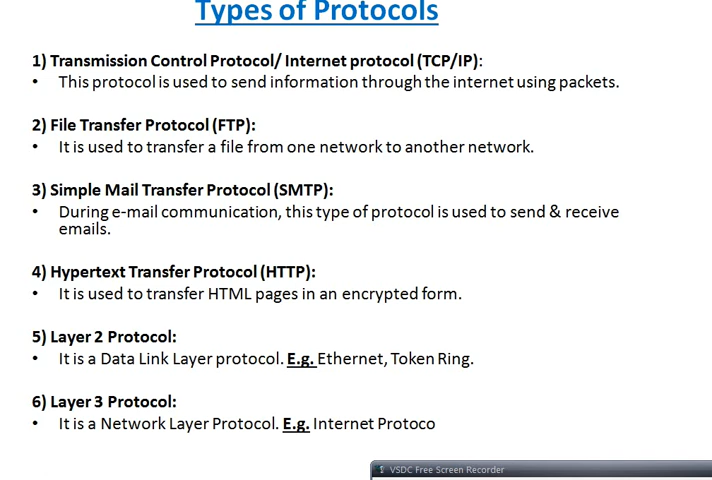 Types of Protocols
1) Transmission Control Protocol/ Internet protocol (TCP/IP):
• This protocol is used to send information through the internet using packets.
2) File Transfer Protocol (FTP):
• It is used to transfer a file from one network to another network.
3) Simple Mail Transfer Protocol (SMTP):
• During e-mail communication, this type of protocol is used to send & receive
emails.
4) Hypertext Transfer Protocol (HTTP):
• It is used to transfer HTML pages in an encrypted form.
5) Layer 2 Protocol:
• It is a Data Link Layer protocol. E.g. Ethernet, Token Ring.
6) Layer 3 Protocol:
• It is a Network Layer Protocol. E.g. Internet Protoco
VSDC Free Screen Recorder